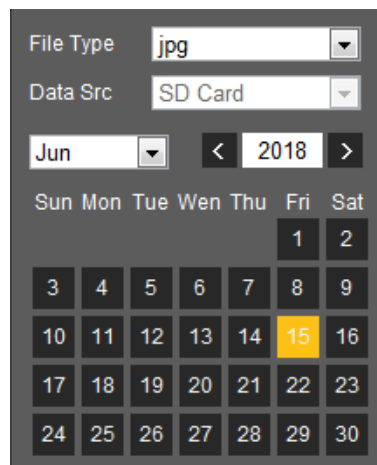 File Type jpg
Data Src SD Card
Jun < 2018 >
Sun Mon Tue Wen Thu Fri Sat
1 2
3 4 5 6 7 8 9
10 11 12 13 14 15 16
17 18 19 20 21 22 23
24 25 26 27 28 29 30